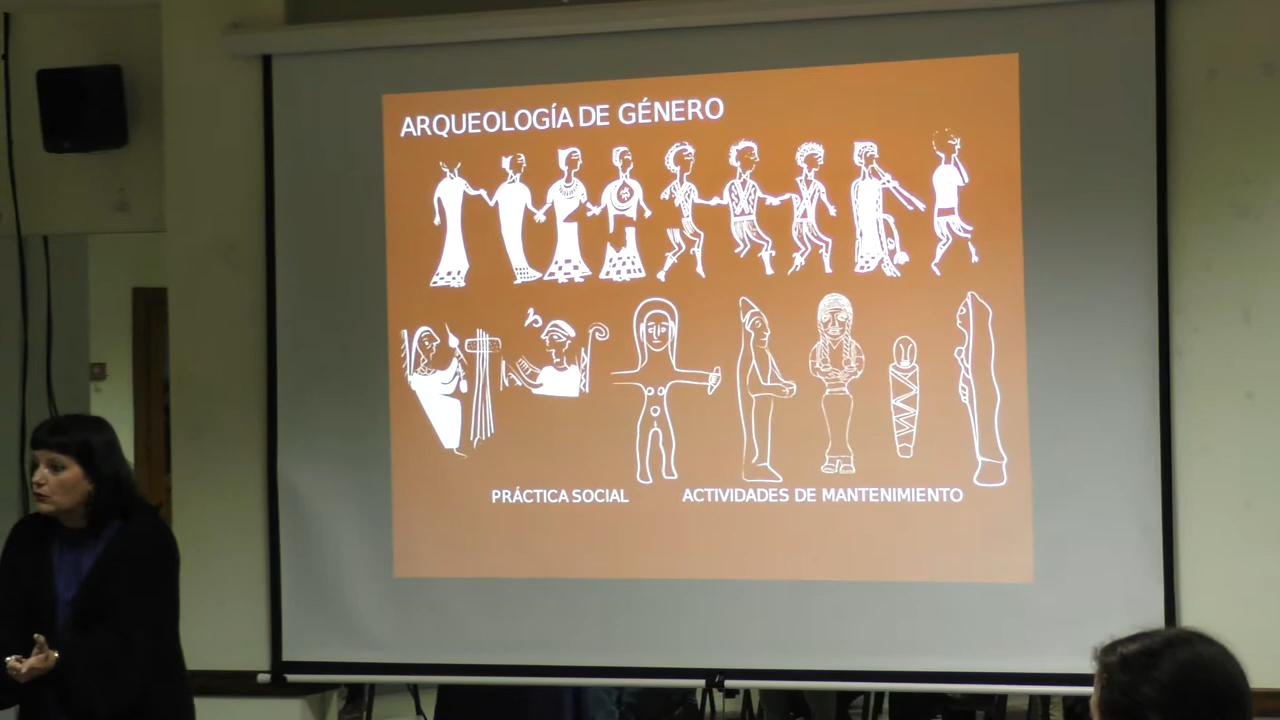 ARQUEOLOGÍA DE GÉNERO
PRÁCTICA SOCIAL ACTIVIDADES DE MANTENIMIENTO